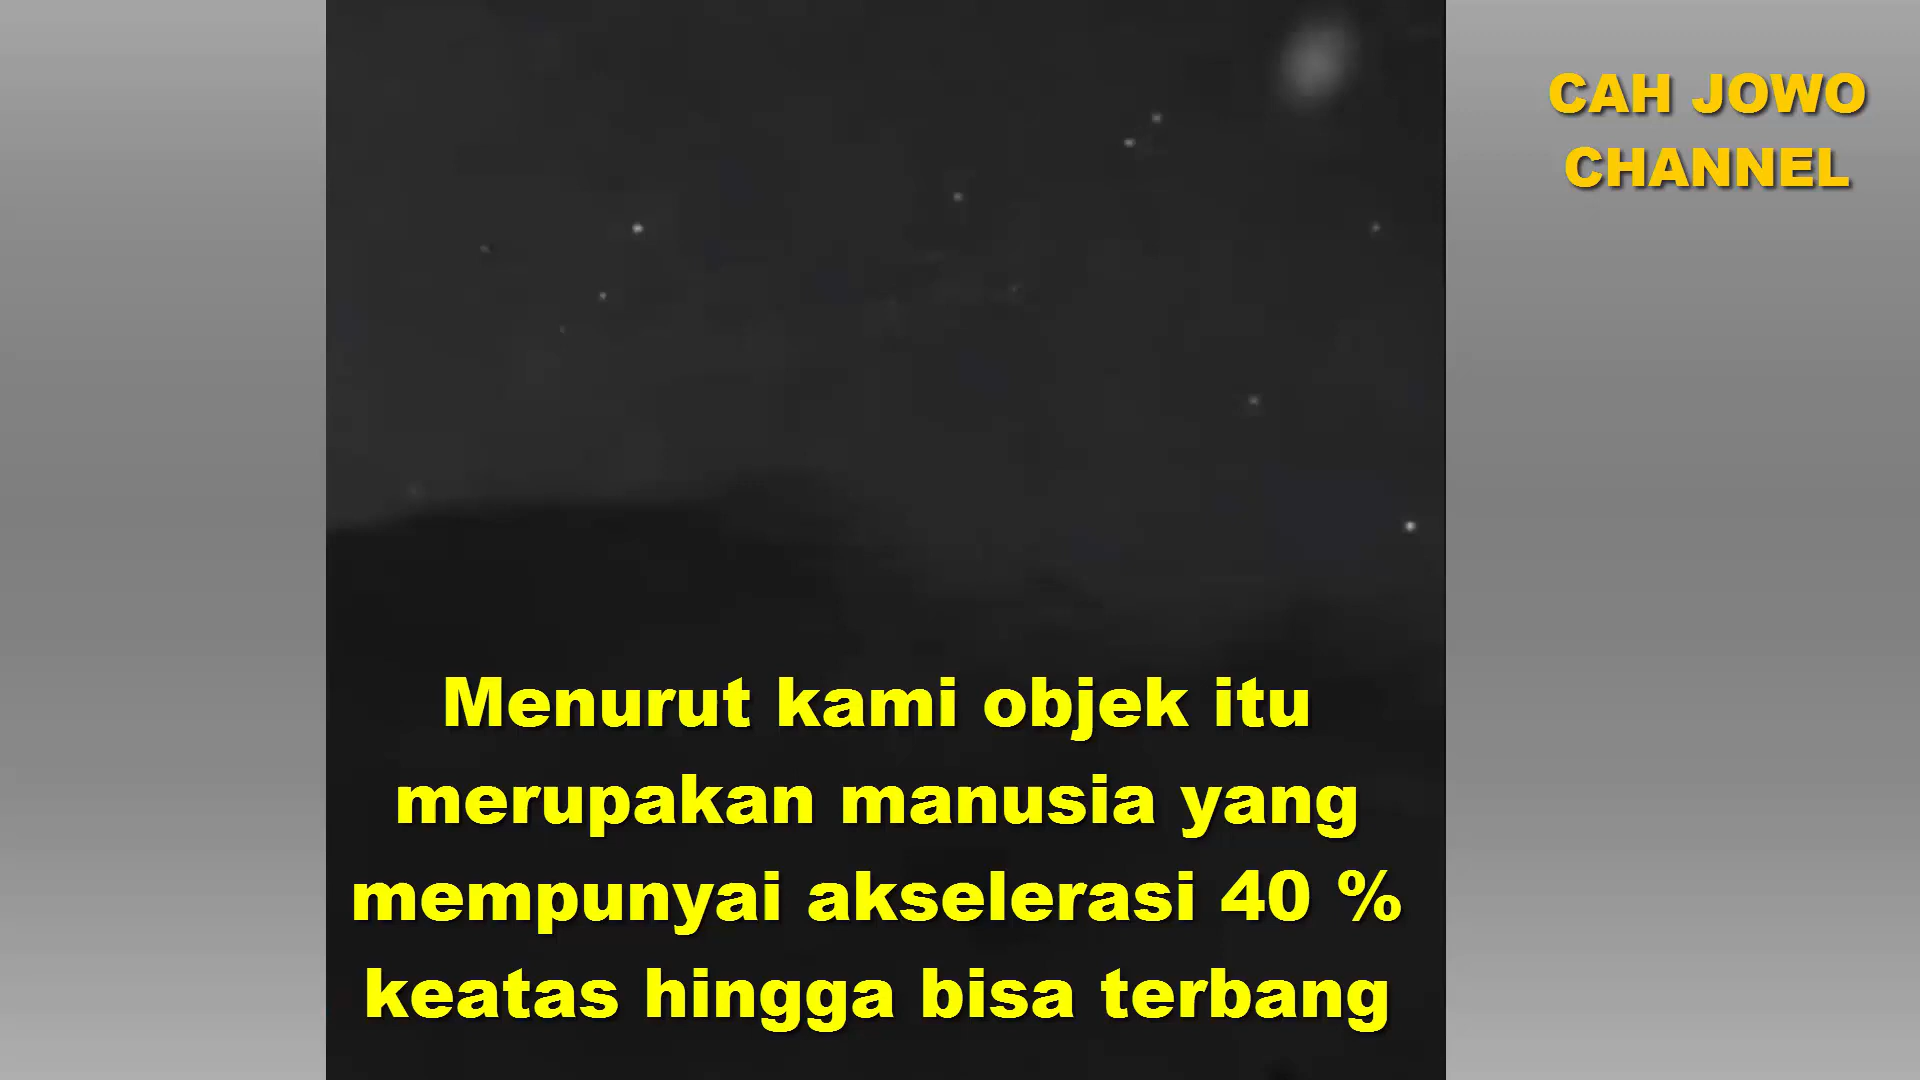 CAH JOWO
CHANNEL
Menurut kami objek itu
merupakan manusia yang
mempunyai akselerasi 40 %
keatas hingga bisa terbang